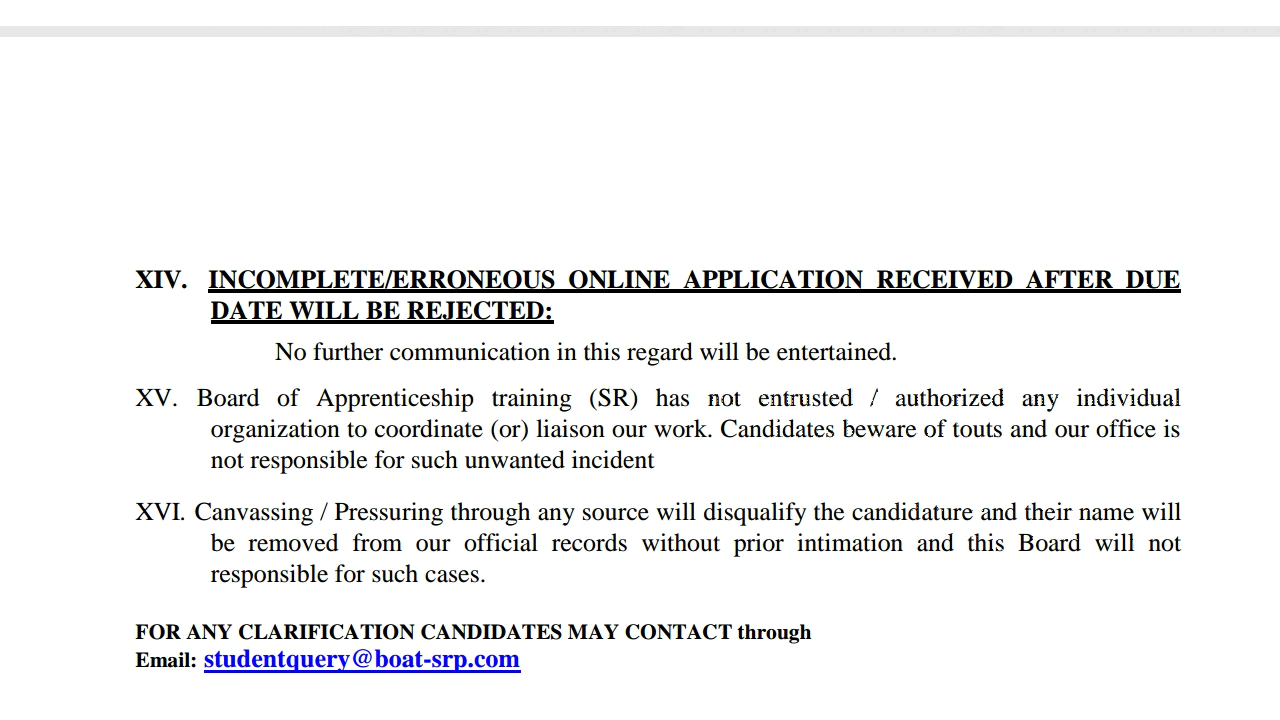 XIV. INCOMPLETE/ERRONEOUS ONLINE APPLICATION RECEIVED AFTER DUE
DATE WILL BE REJECTED:
No further communication in this regard will be entertained.
XV. Board of Apprenticeship training (SR) has not entrusted / authorized any individual
organization to coordinate (or) liaison our work. Candidates beware of touts and our office is
not responsible for such unwanted incident
XVI. Canvassing / Pressuring through any source will disqualify the candidature and their name will
be removed from our official records without prior intimation and this Board will not
responsible for such cases.
FOR ANY CLARIFICATION CANDIDATES MAY CONTACT through
Email: studentquery@boat-srp.com